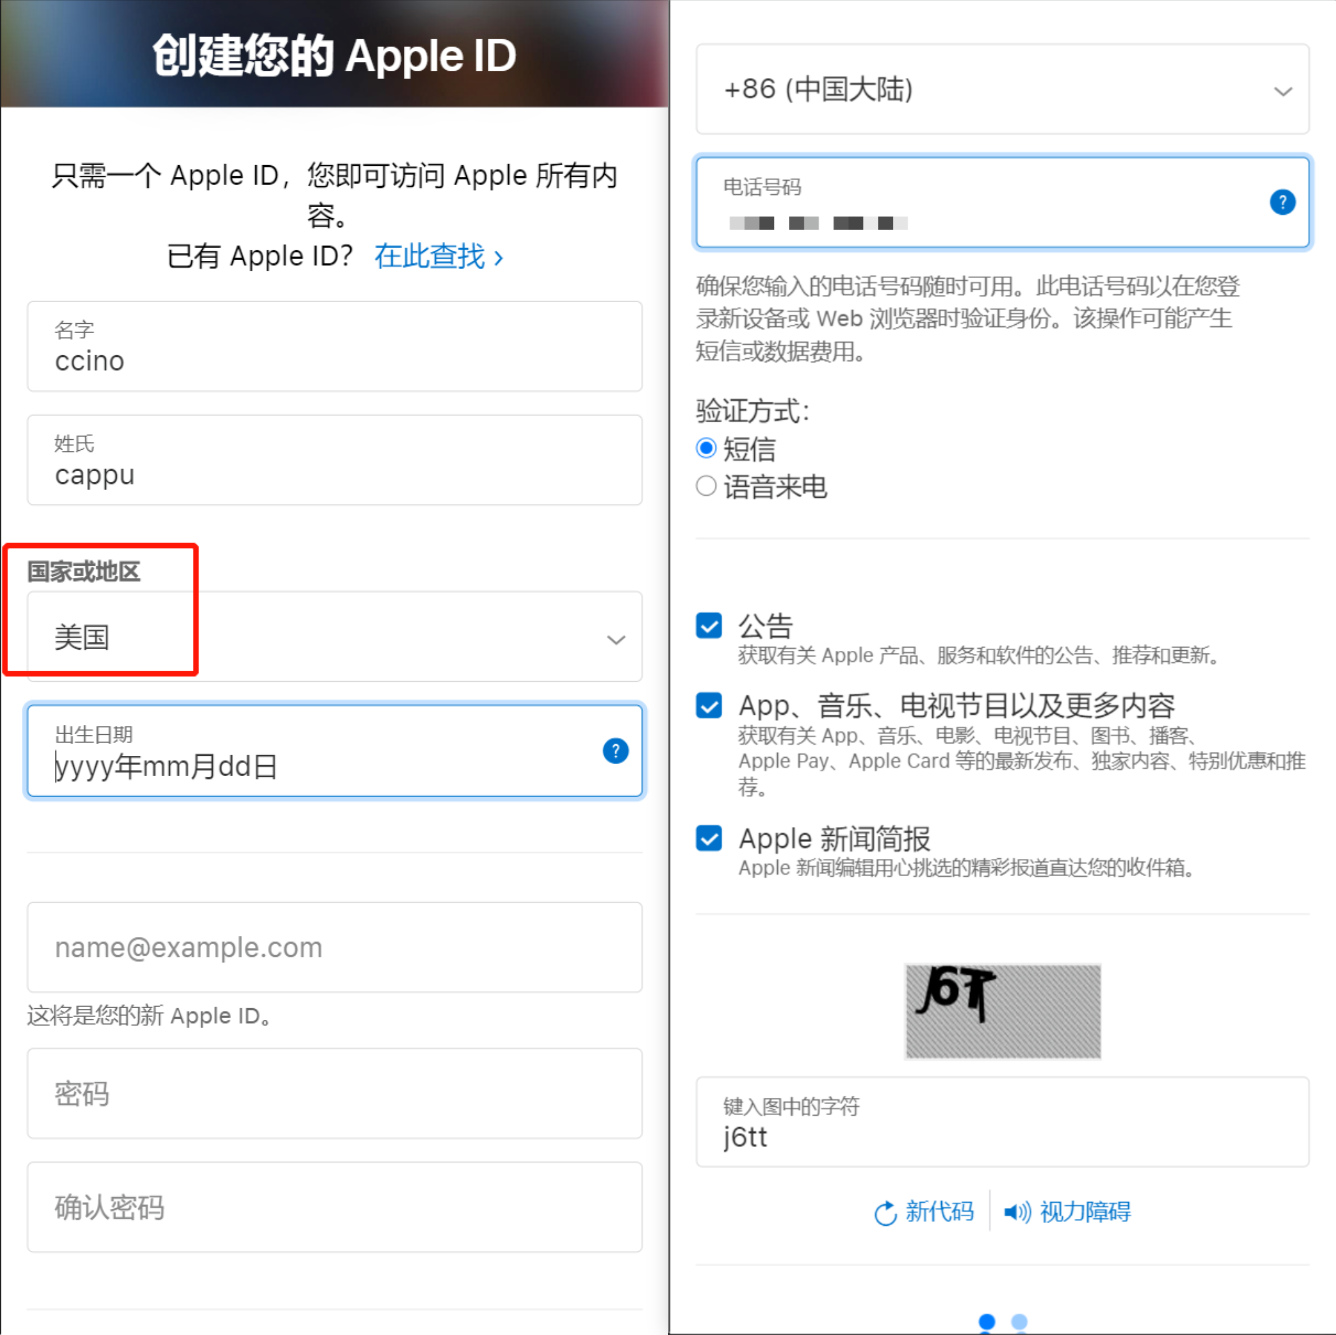 创建您的 Apple ID
只需一个 Apple ID，您即可访问 Apple 所有内
容。
已有 Apple ID？ 在此查找 ›
名字
ccino
姓氏
cappu
国家或地区
美国
出生日期
yyyy年mm月dd日
?
name@example.com
这将是您的新 Apple ID。
密码
确认密码
+86 (中国大陆)
电话号码
?
确保您输入的电话号码随时可用。此电话号码以在您登
录新设备或 Web 浏览器时验证身份。该操作可能产生
短信或数据费用。
验证方式：
短信
语音来电
公告
获取有关 Apple 产品、服务和软件的公告、推荐和更新。
App、音乐、电视节目以及更多内容
获取有关 App、音乐、电影、电视节目、图书、播客、
Apple Pay、Apple Card 等的最新发布、独家内容、特别优惠和推
荐。
Apple 新闻简报
Apple 新闻编辑用心挑选的精彩报道直达您的收件箱。
键入图中的字符
j6tt
新代码
视力障碍